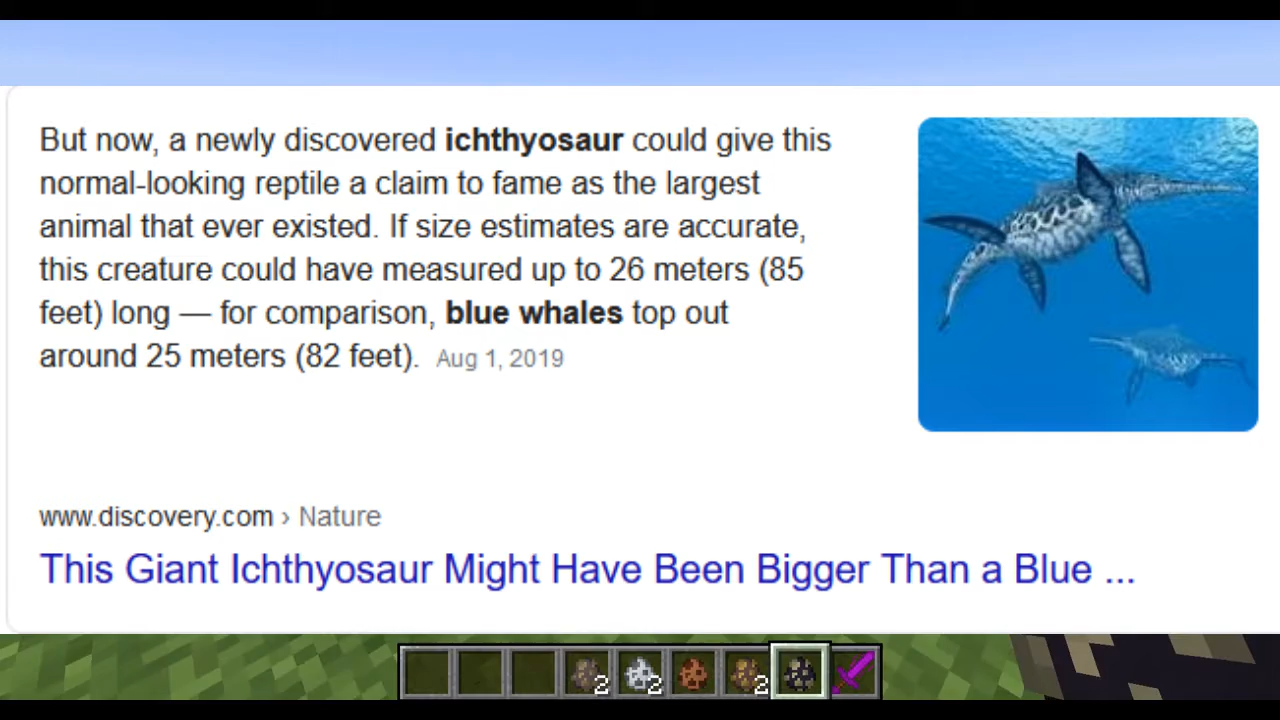 But now, a newly discovered ichthyosaur could give this
normal-looking reptile a claim to fame as the largest
animal that ever existed. If size estimates are accurate,
this creature could have measured up to 26 meters (85
feet) long — for comparison, blue whales top out
around 25 meters (82 feet). Aug 1, 2019
www.discovery.com › Nature
This Giant Ichthyosaur Might Have Been Bigger Than a Blue ...
2 2 2